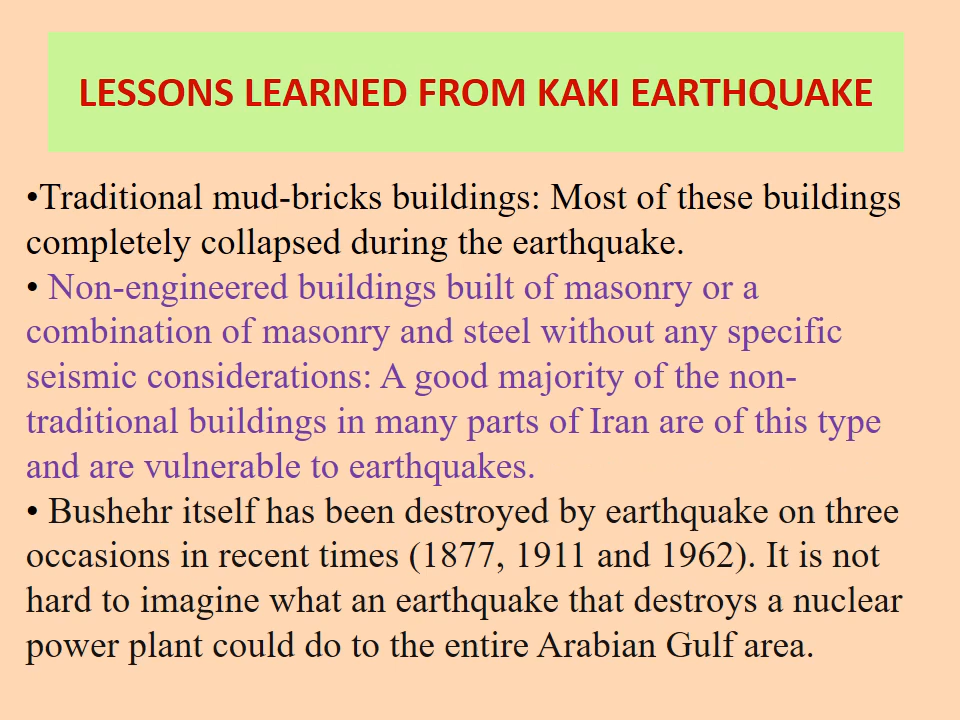 LESSONS LEARNED FROM KAKI EARTHQUAKE
•Traditional mud-bricks buildings: Most of these buildings
completely collapsed during the earthquake.
• Non-engineered buildings built of masonry or a
combination of masonry and steel without any specific
seismic considerations: A good majority of the non-
traditional buildings in many parts of Iran are of this type
and are vulnerable to earthquakes.
• Bushehr itself has been destroyed by earthquake on three
occasions in recent times (1877, 1911 and 1962). It is not
hard to imagine what an earthquake that destroys a nuclear
power plant could do to the entire Arabian Gulf area.